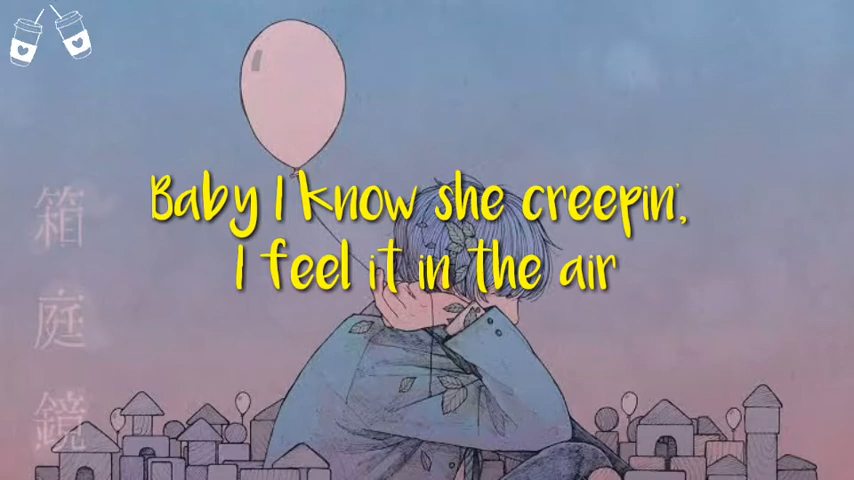 箱庭鏡
Baby I know she creepin',
I feel it in the air